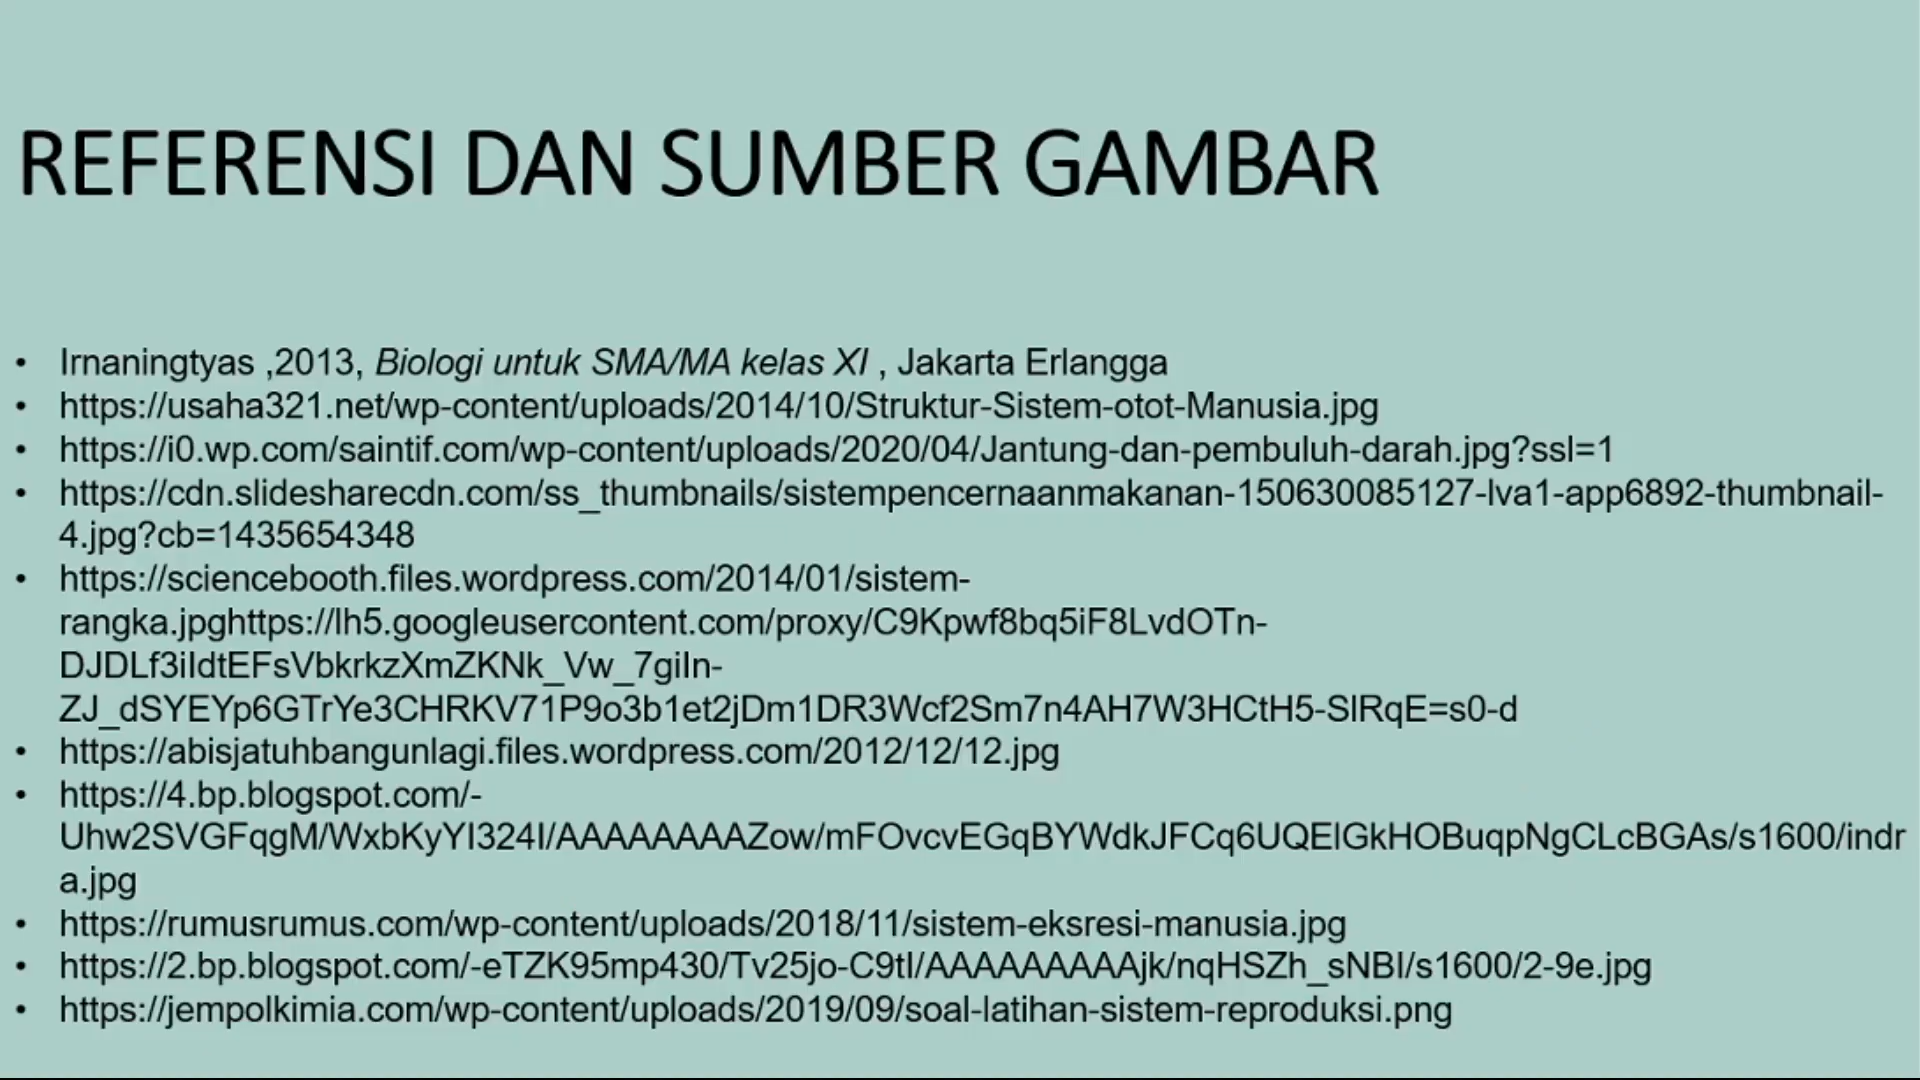 REFERENSI DAN SUMBER GAMBAR
• Irnaningtyas ,2013, Biologi untuk SMA/MA kelas XI , Jakarta Erlangga
• https://usaha321.net/wp-content/uploads/2014/10/Struktur-Sistem-otot-Manusia.jpg
• https://i0.wp.com/saintif.com/wp-content/uploads/2020/04/Jantung-dan-pembuluh-darah.jpg?ssl=1
• https://cdn.slidesharecdn.com/ss_thumbnails/sistempencernaanmakanan-150630085127-lva1-app6892-thumbnail-
4.jpg?cb=1435654348
• https://sciencebooth.files.wordpress.com/2014/01/sistem-
rangka.jpghttps://lh5.googleusercontent.com/proxy/C9Kpwf8bq5iF8LvdOTn-
DJDLf3iIdtEFsVbkrkzXmZKNk_Vw_7giIn-
ZJ_dSYEYp6GTrYe3CHRKV71P9o3b1et2jDm1DR3Wcf2Sm7n4AH7W3HCtH5-SlRqE=s0-d
• https://abisjatuhbangunlagi.files.wordpress.com/2012/12/12.jpg
• https://4.bp.blogspot.com/-
Uhw2SVGFqgM/WxbKyYI324I/AAAAAAAAZow/mFOvcvEGqBYWdkJFCq6UQElGkHOBuqpNgCLcBGAs/s1600/indr
a.jpg
• https://rumusrumus.com/wp-content/uploads/2018/11/sistem-eksresi-manusia.jpg
• https://2.bp.blogspot.com/-eTZK95mp430/Tv25jo-C9tI/AAAAAAAAAjk/nqHSZh_sNBI/s1600/2-9e.jpg
• https://jempolkimia.com/wp-content/uploads/2019/09/soal-latihan-sistem-reproduksi.png